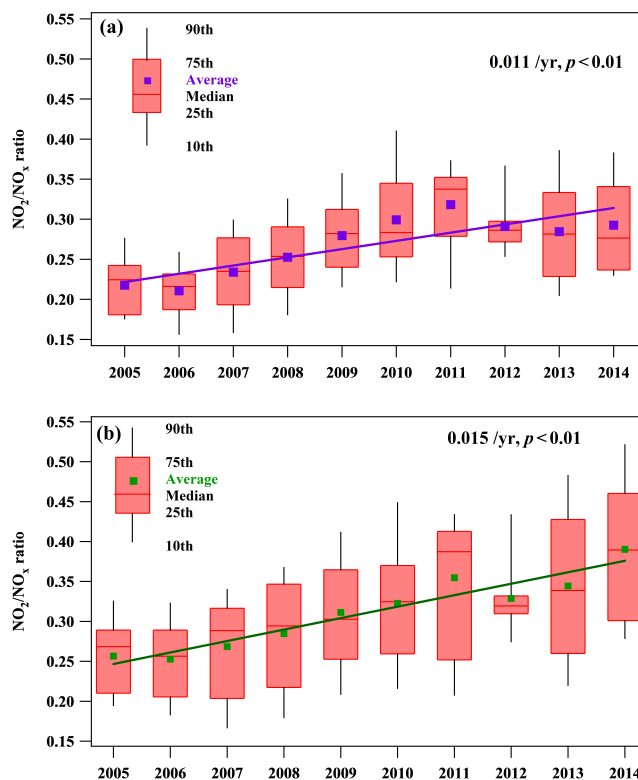 (a)
0.55
0.50
0.45
0.40
0.35
0.30
0.25
0.20
0.15
NO₂/NOₓ ratio
90th
75th
Average
Median
25th
10th
0.011 /yr, p<0.01
2005 2006 2007 2008 2009 2010 2011 2012 2013 2014
(b)
0.55
0.50
0.45
0.40
0.35
0.30
0.25
0.20
0.15
NO₂/NOₓ ratio
90th
75th
Average
Median
25th
10th
0.015 /yr, p<0.01
2005 2006 2007 2008 2009 2010 2011 2012 2013 2014